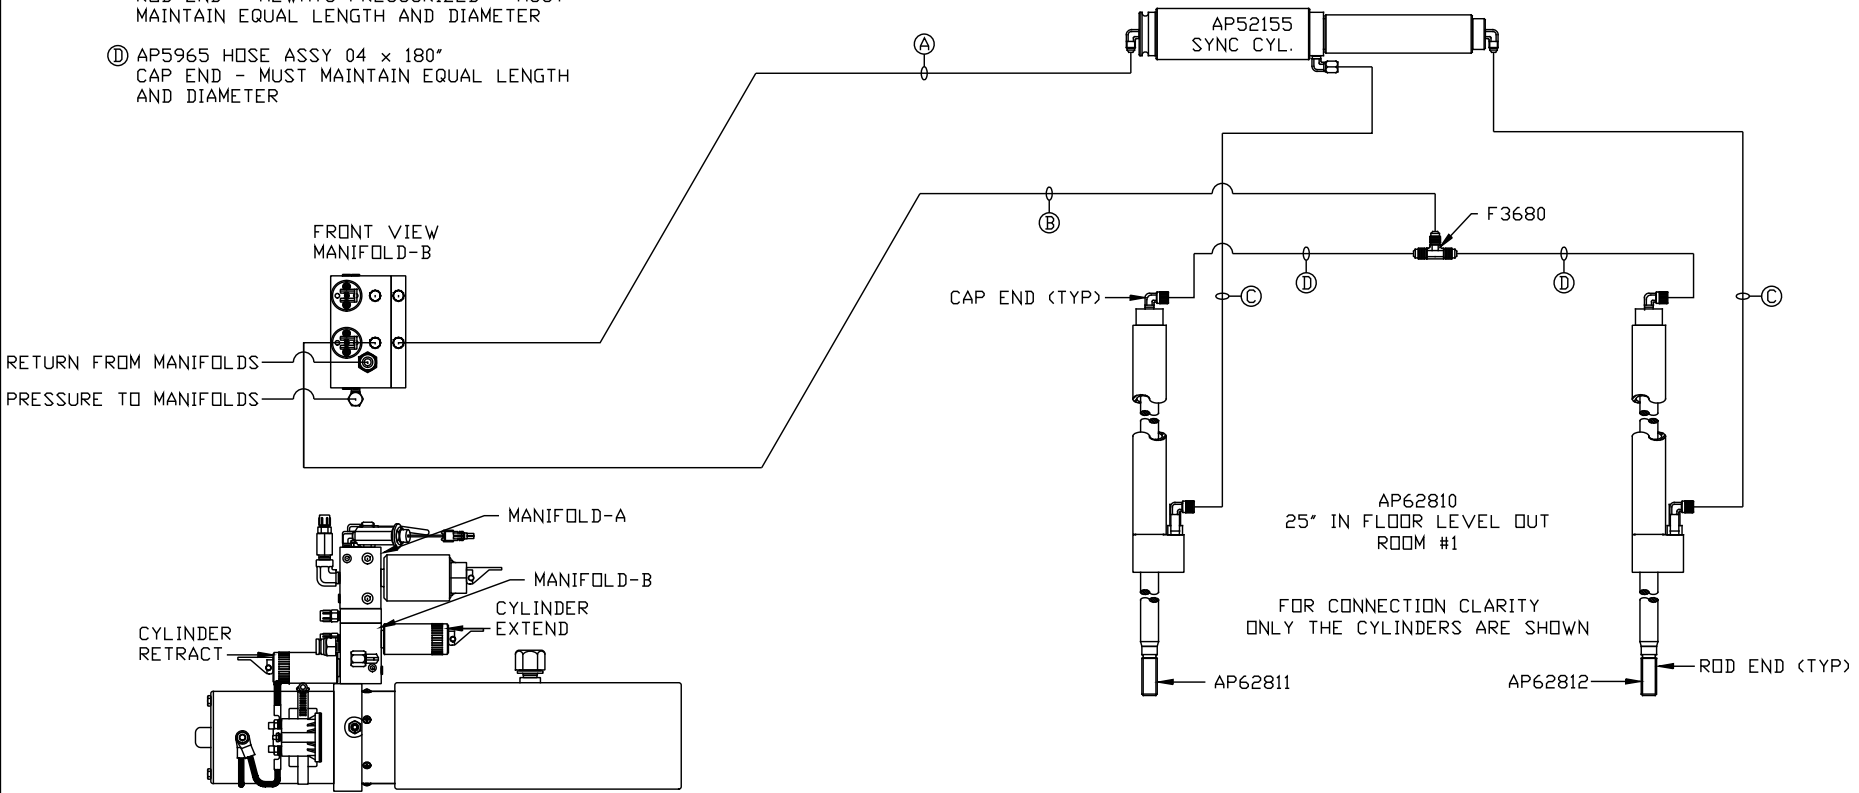 MAINTAIN EQUAL LENGTH AND DIAMETER
D AP5965 HOSE ASSY 04 x 180"
CAP END - MUST MAINTAIN EQUAL LENGTH
AND DIAMETER
A
AP52155
SYNC CYL.
B
F3680
FRONT VIEW
MANIFOLD-B
D
D
CAP END (TYP)
C
C
RETURN FROM MANIFOLDS
PRESSURE TO MANIFOLDS
AP62810
25" IN FLOOR LEVEL OUT
ROOM #1
MANIFOLD-A
MANIFOLD-B
CYLINDER
EXTEND
CYLINDER
RETRACT
FOR CONNECTION CLARITY
ONLY THE CYLINDERS ARE SHOWN
AP62811
AP62812
ROD END (TYP)